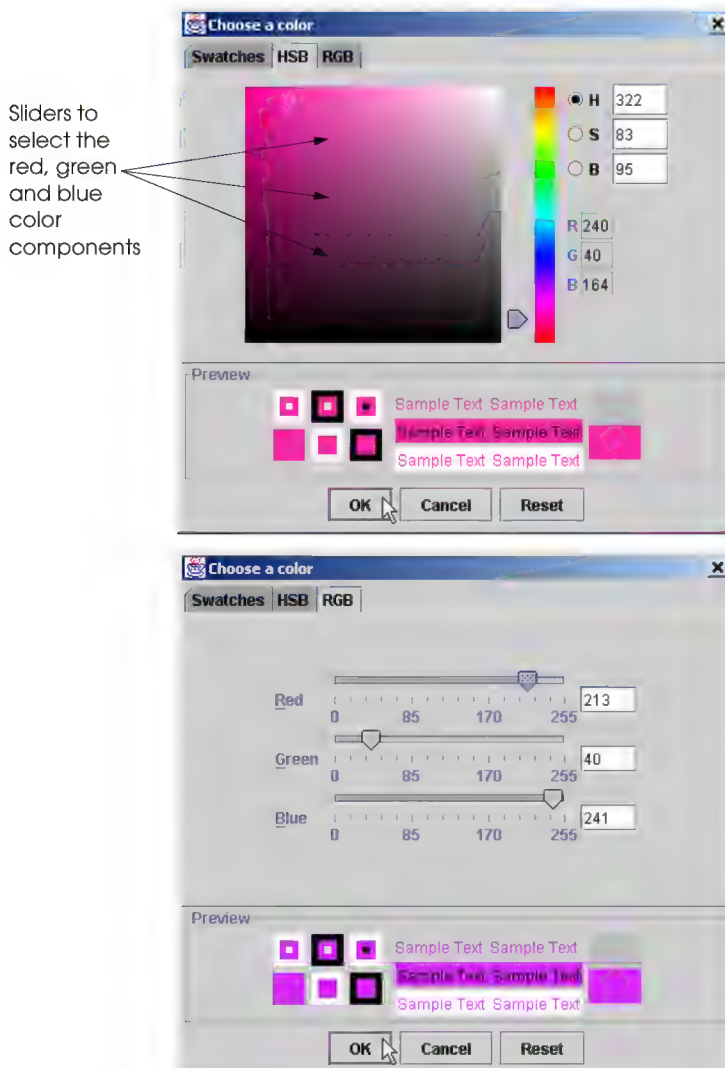 Choose a color
Swatches HSB RGB
Sliders to
select the
red, green
and blue
color
components
H 322
S 83
B 95
R 240
G 40
B 164
Preview
Sample Text Sample Text
Sample Text Sample Text
Sample Text Sample Text
OK Cancel Reset
Choose a color
Swatches HSB RGB
Red 213
0 85 170 255
Green 40
0 85 170 255
Blue 241
0 85 170 255
Preview
Sample Text Sample Text
Sample Text Sample Text
Sample Text Sample Text
OK Cancel Reset